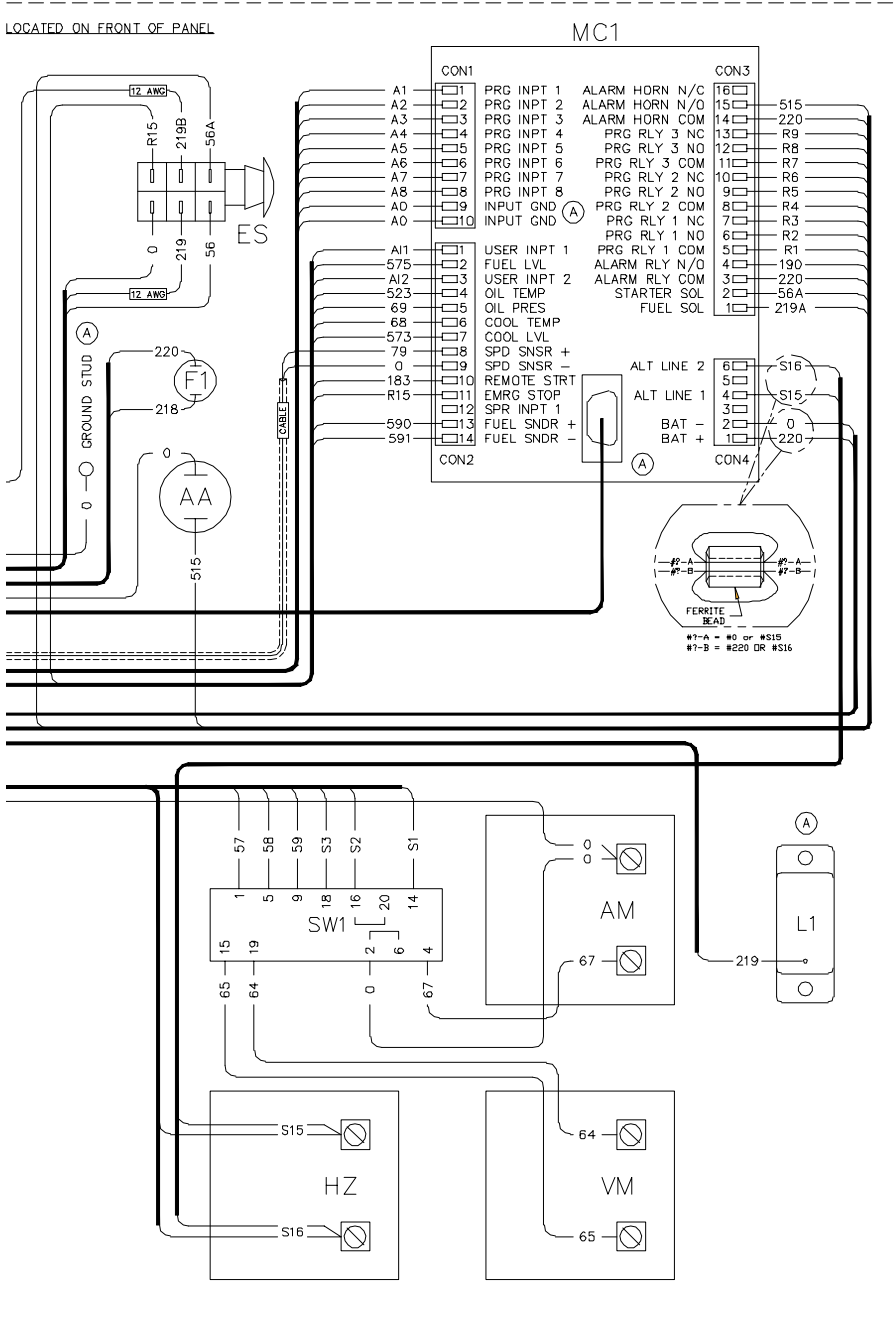 LOCATED ON FRONT OF PANEL
MC1
CON1
CON3
A1 1 PRG INPT 1 ALARM HORN N/C 16
A2 2 PRG INPT 2 ALARM HORN N/O 15 515
A3 3 PRG INPT 3 ALARM HORN COM 14 220
A4 4 PRG INPT 4 PRG RLY 3 NC 13 R9
A5 5 PRG INPT 5 PRG RLY 3 NO 12 R8
A6 6 PRG INPT 6 PRG RLY 3 COM 11 R7
A7 7 PRG INPT 7 PRG RLY 2 NC 10 R6
A8 8 PRG INPT 8 PRG RLY 2 NO 9 R5
A0 9 INPUT GND A PRG RLY 2 COM 8 R4
A0 10 INPUT GND PRG RLY 1 NC 7 R3
PRG RLY 1 NO 6 R2
AI1 1 USER INPT 1 PRG RLY 1 COM 5 R1
575 2 FUEL LVL ALARM RLY N/O 4 190
AI2 3 USER INPT 2 ALARM RLY COM 3 220
523 4 OIL TEMP STARTER SOL 2 56A
69 5 OIL PRES FUEL SOL 1 219A
68 6 COOL TEMP
573 7 COOL LVL
79 8 SPD SNSR +
0 9 SPD SNSR - ALT LINE 2 6 S16
183 10 REMOTE STRT 5
R15 11 EMRG STOP ALT LINE 1 4 S15
12 SPR INPT 1 3
590 13 FUEL SNDR + BAT - 2 0
591 14 FUEL SNDR - BAT + 1 220
CON2
A
CON4
12 AWG
R15
219B
56A
ES
0
219
56
12 AWG
A
GROUND STUD
0
220
F1
218
0
AA
515
CABLE
#?-A #?-A
#?-B #?-B
FERRITE
BEAD
#?-A = #0 or #S15
#?-B = #220 OR #S16
57
58
59
S3
S2
S1
1
5
9
18
16
20
14
SW1
15
19
2
6
4
65
64
0
67
0
0
AM
67
A
L1
219
S15
HZ
S16
64
VM
65